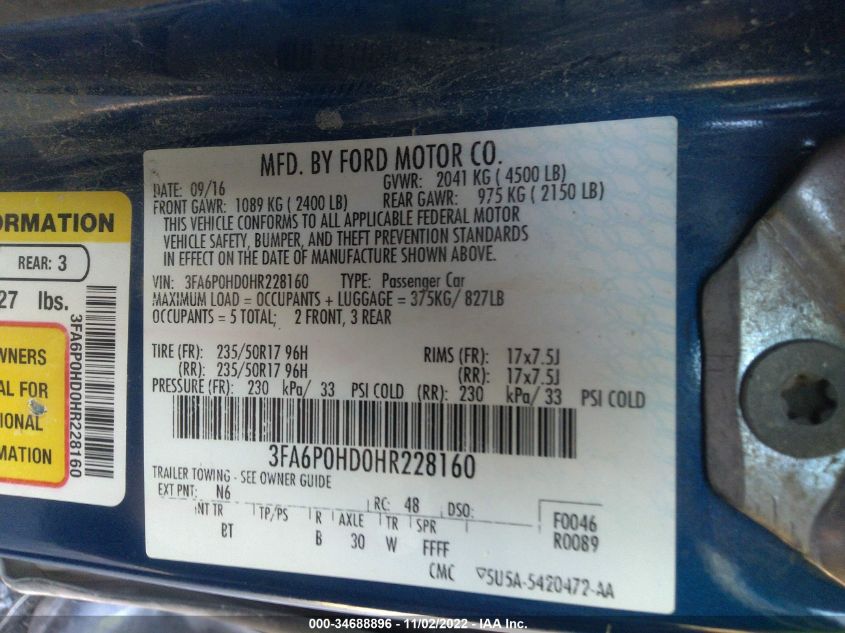 ORMATION
REAR: 3
27 lbs.
3FA6P0HD0HR228160
WNERS
AL FOR
IONAL
MATION
MFD. BY FORD MOTOR CO.
DATE: 09/16 GVWR: 2041 KG ( 4500 LB)
FRONT GAWR: 1089 KG ( 2400 LB) REAR GAWR: 975 KG ( 2150 LB)
THIS VEHICLE CONFORMS TO ALL APPLICABLE FEDERAL MOTOR
VEHICLE SAFETY, BUMPER, AND THEFT PREVENTION STANDARDS
IN EFFECT ON THE DATE OF MANUFACTURE SHOWN ABOVE.
VIN: 3FA6P0HD0HR228160 TYPE: Passenger Car
MAXIMUM LOAD = OCCUPANTS + LUGGAGE = 375KG/ 827LB
OCCUPANTS = 5 TOTAL; 2 FRONT, 3 REAR
TIRE (FR): 235/50R17 96H RIMS (FR): 17x7.5J
(RR): 235/50R17 96H (RR): 17x7.5J
PRESSURE (FR): 230 kPa/ 33 PSI COLD (RR): 230 kPa/ 33 PSI COLD
3FA6P0HD0HR228160
TRAILER TOWING - SEE OWNER GUIDE
EXT PNT: N6 RC: 48 DSO:
INT TR TP/PS R AXLE TR SPR F0046
BT B 30 W FFFF R0089
CMC 5U5A-5420472-AA
000-34688896 - 11/02/2022 - IAA Inc.